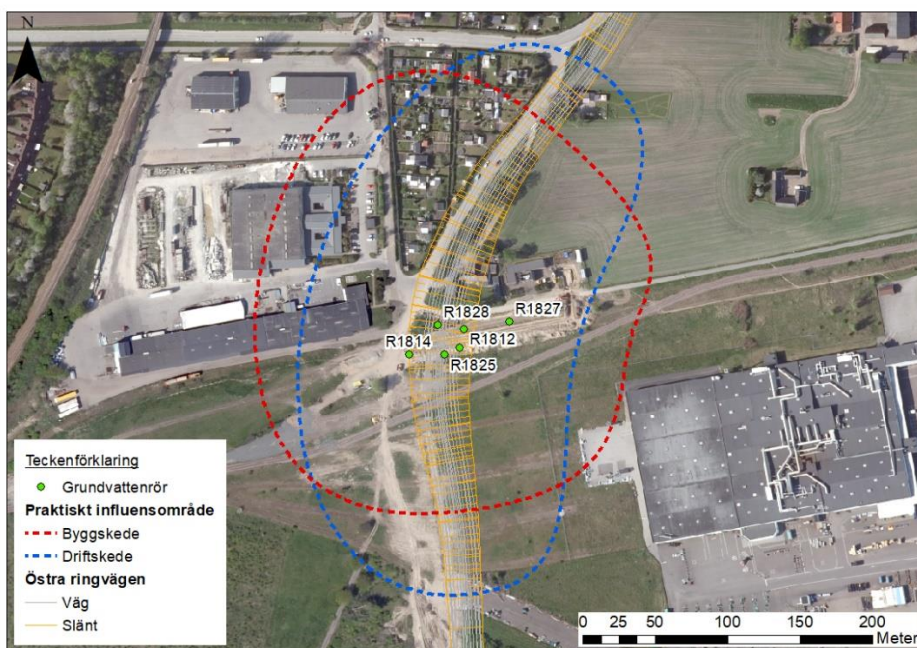 N
R1828
R1827
R1814
R1812
R1825
Teckenförklaring
Grundvattenrör
Praktiskt influensområde
Byggskede
Driftskede
Östra ringvägen
Väg
Slänt
0 25 50 100 150 200
Meter